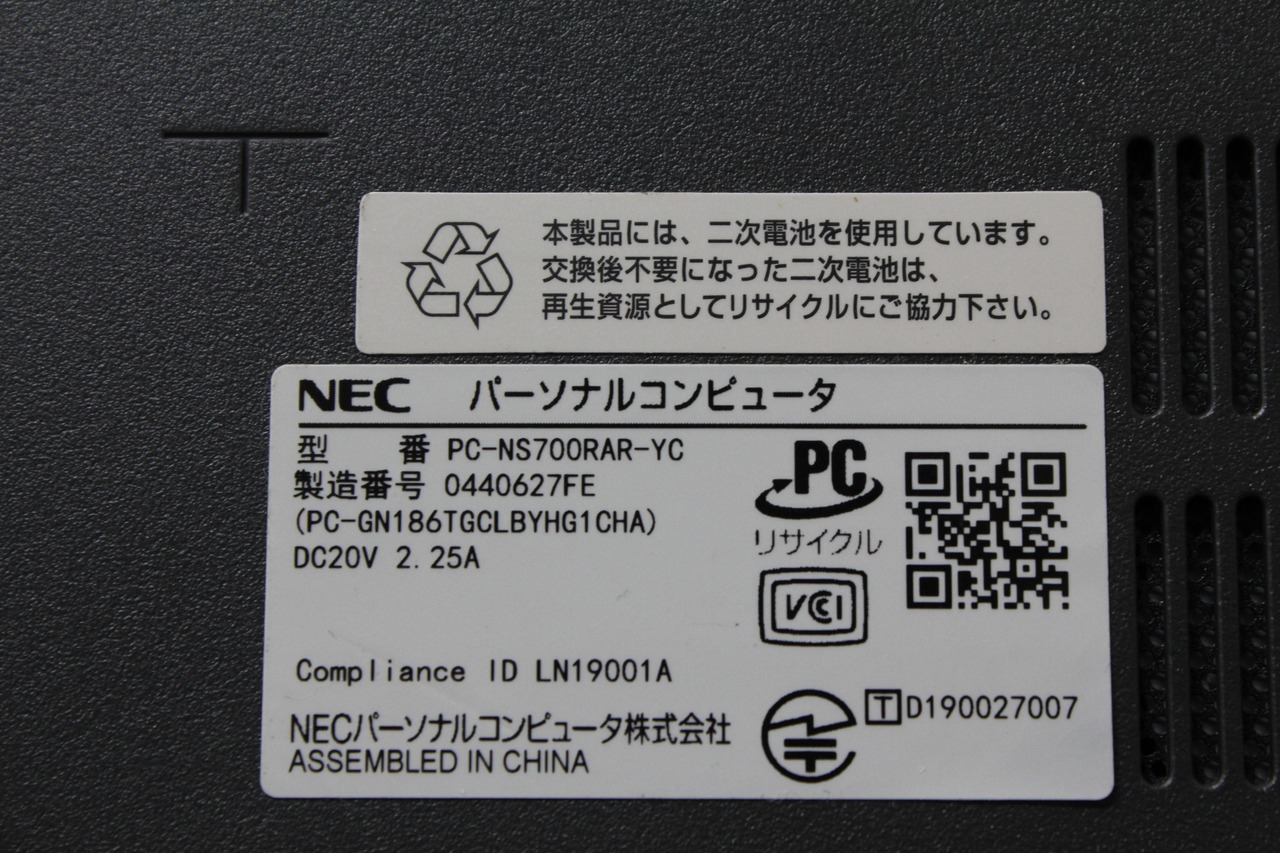 本製品には、二次電池を使用しています。
交換後不要になった二次電池は、
再生資源としてリサイクルにご協力下さい。
NEC パーソナルコンピュータ
型 番 PC-NS700RAR-YC
製造番号 0440627FE
(PC-GN186TGCLBYHG1CHA)
DC20V 2.25A
PC
リサイクル
VCCI
Compliance ID LN19001A
T D190027007
NECパーソナルコンピュータ株式会社
ASSEMBLED IN CHINA